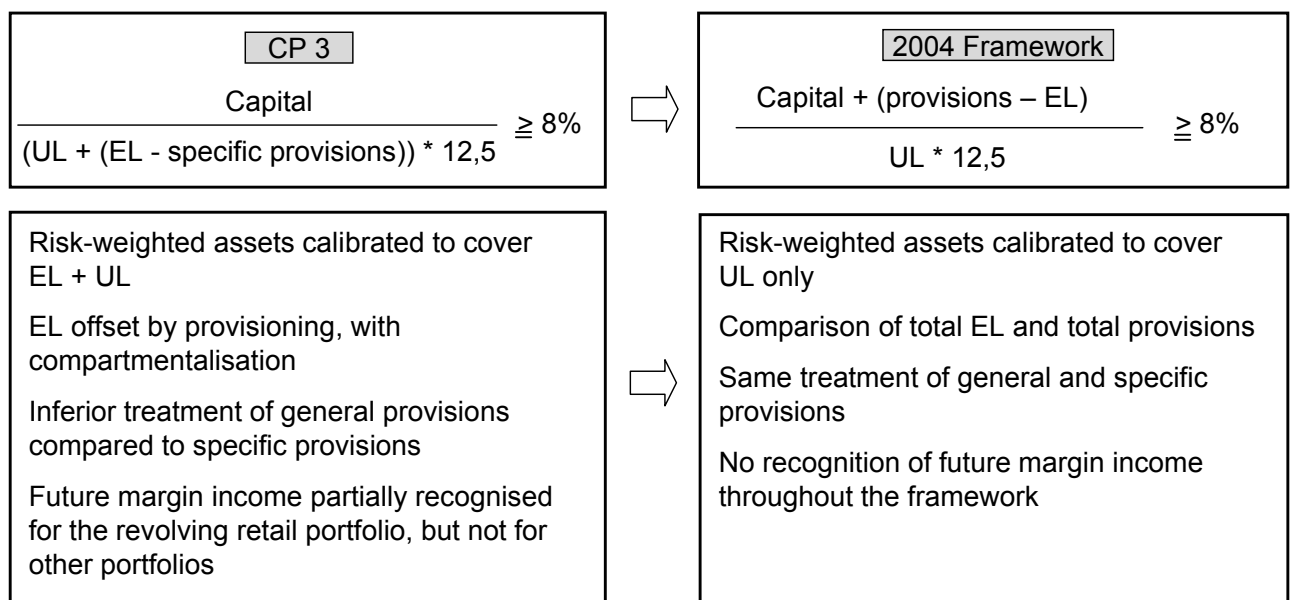 CP 3
Capital
(UL + (EL - specific provisions)) * 12,5
≧ 8%
2004 Framework
Capital + (provisions – EL)
UL * 12,5
≧ 8%
Risk-weighted assets calibrated to cover
EL + UL
EL offset by provisioning, with
compartmentalisation
Inferior treatment of general provisions
compared to specific provisions
Future margin income partially recognised
for the revolving retail portfolio, but not for
other portfolios
Risk-weighted assets calibrated to cover
UL only
Comparison of total EL and total provisions
Same treatment of general and specific
provisions
No recognition of future margin income
throughout the framework